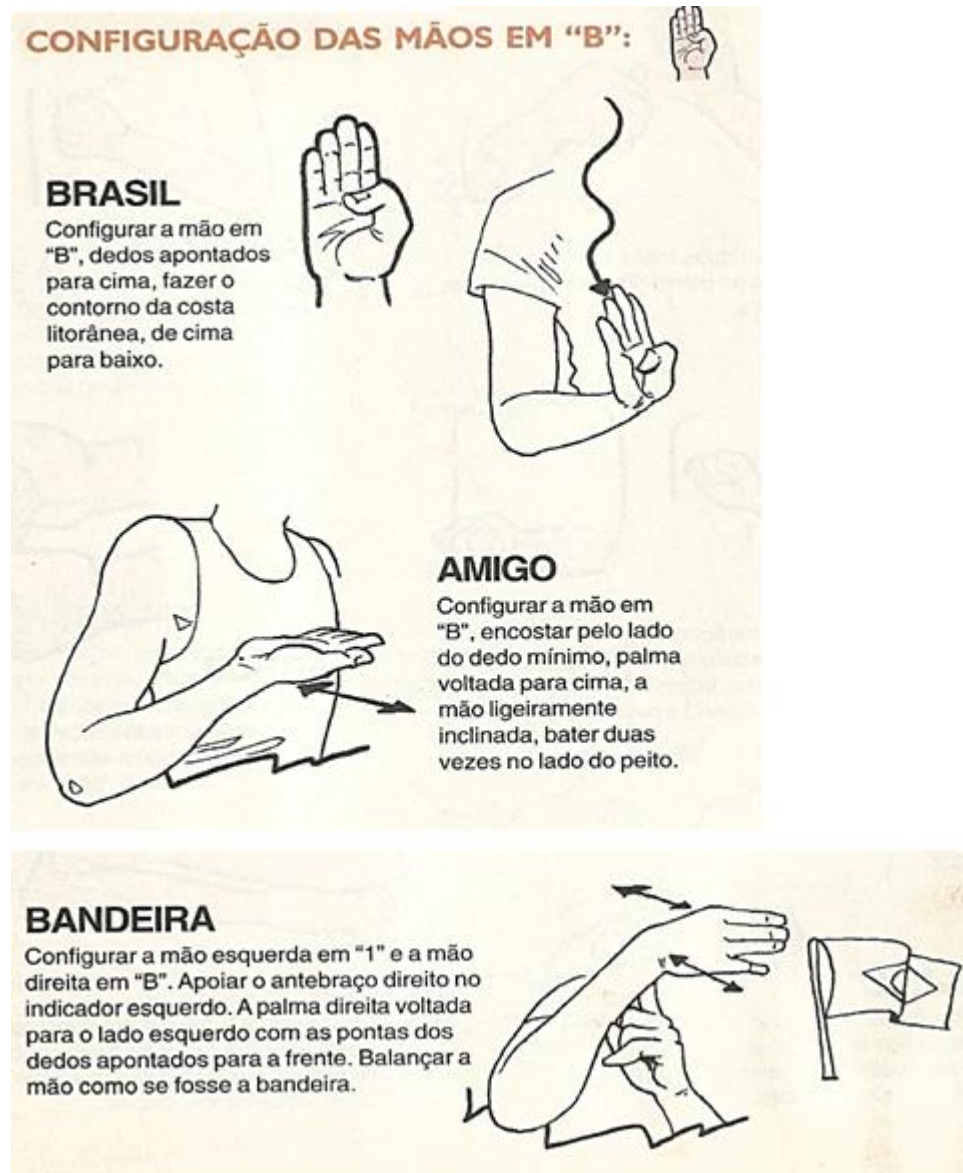 CONFIGURAÇÃO DAS MÃOS EM “B”:
BRASIL
Configurar a mão em
“B”, dedos apontados
para cima, fazer o
contorno da costa
litorânea, de cima
para baixo.
AMIGO
Configurar a mão em
“B”, encostar pelo lado
do dedo mínimo, palma
voltada para cima, a
mão ligeiramente
inclinada, bater duas
vezes no lado do peito.
BANDEIRA
Configurar a mão esquerda em “1” e a mão
direita em “B”. Apoiar o antebraço direito no
indicador esquerdo. A palma direita voltada
para o lado esquerdo com as pontas dos
dedos apontados para a frente. Balançar a
mão como se fosse a bandeira.